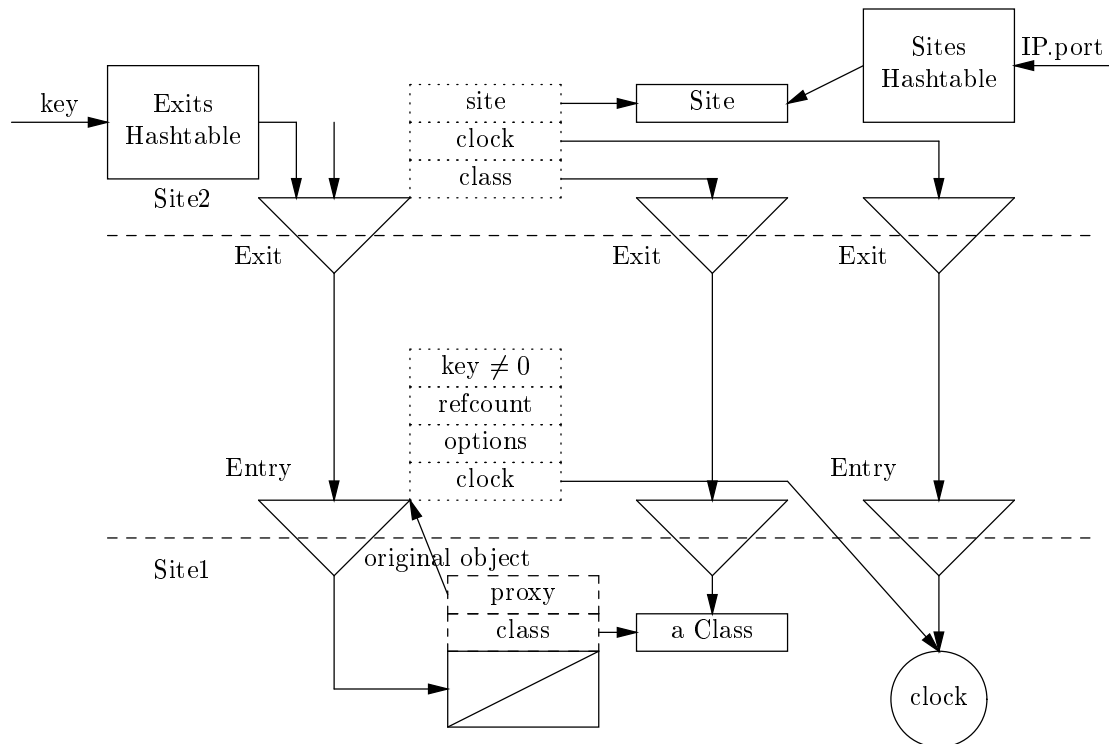 Sites
Hashtable
IP.port
key
Exits
Hashtable
site
clock
class
Site
Site2
Exit
Exit
Exit
key ≠ 0
refcount
options
clock
Entry
Entry
Site1
original object
proxy
class
a Class
clock